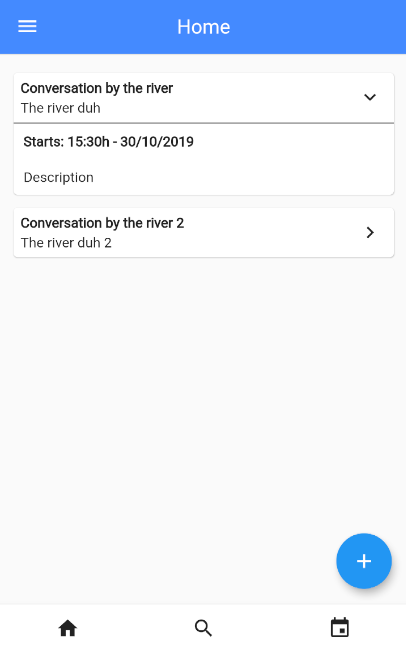 Home
Conversation by the river
The river duh
Starts: 15:30h - 30/10/2019
Description
Conversation by the river 2
The river duh 2